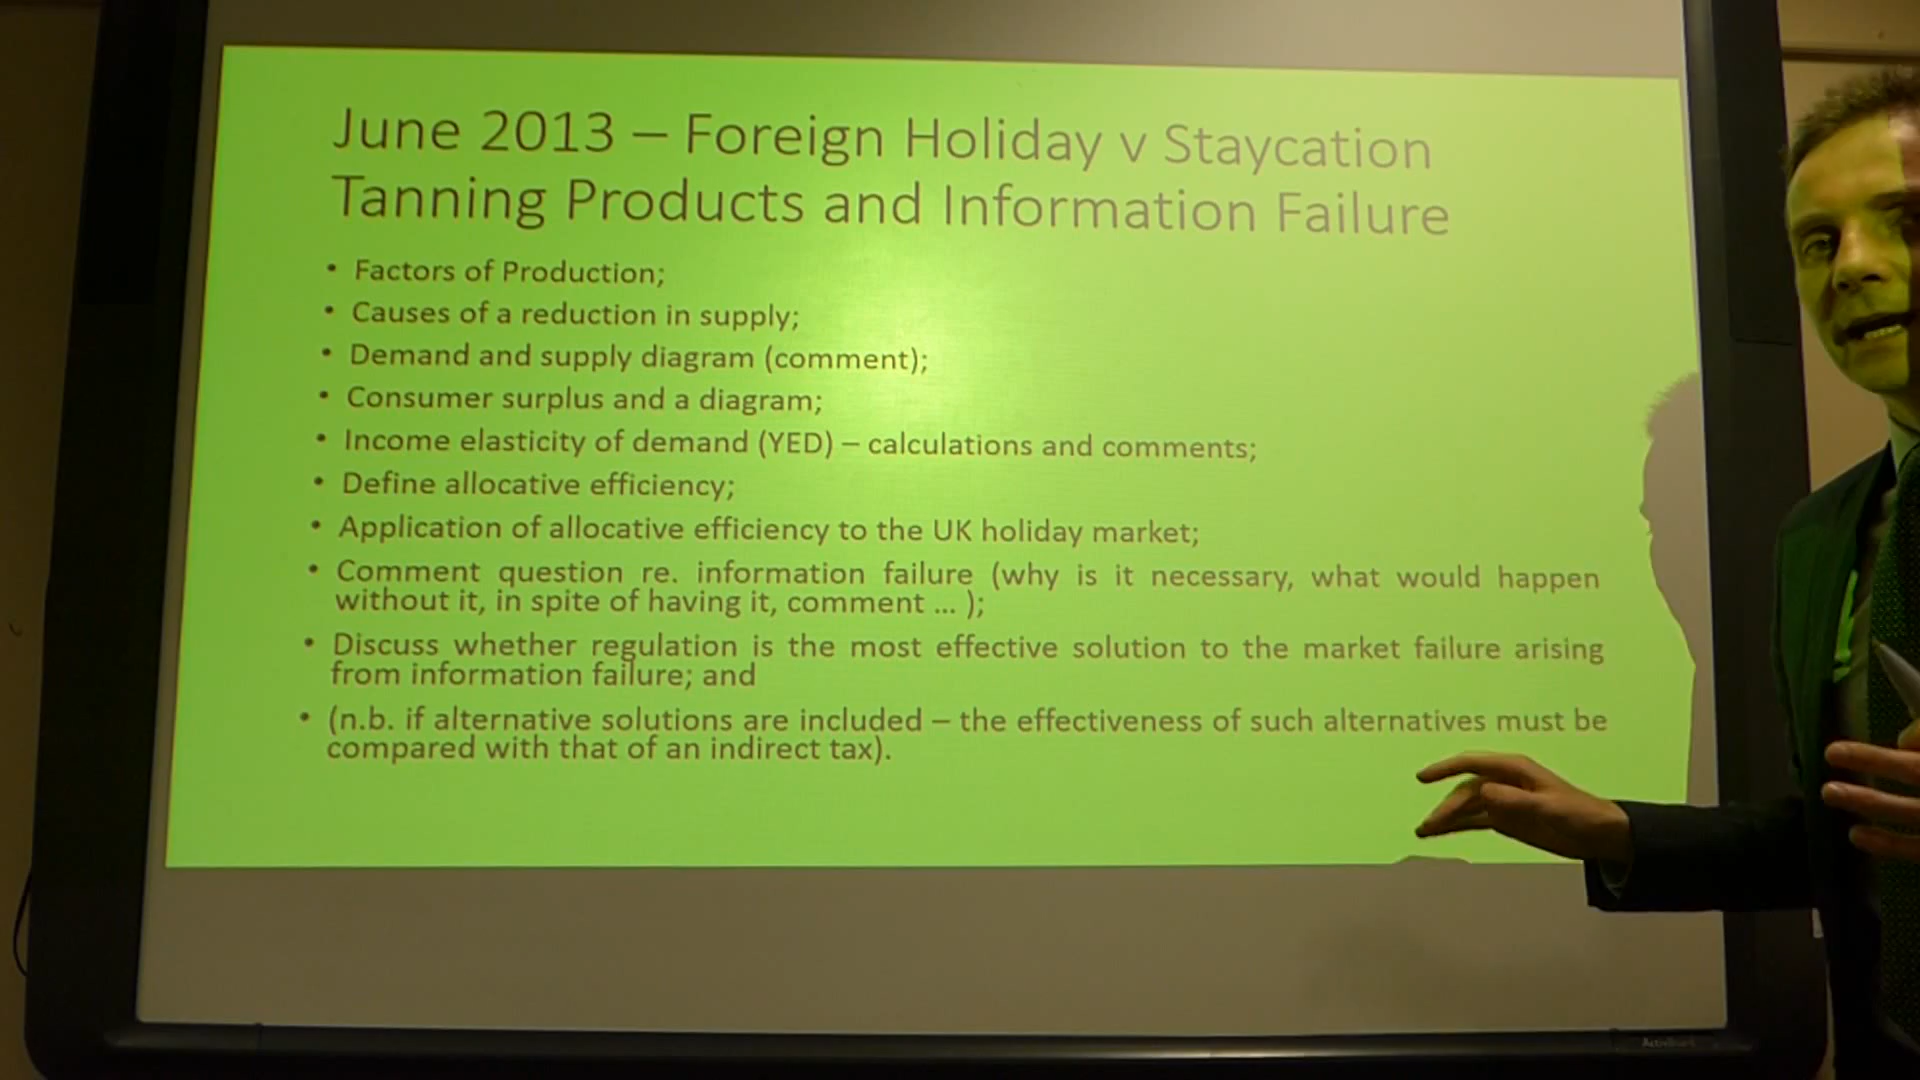 June 2013 – Foreign Holiday v Staycation
Tanning Products and Information Failure
• Factors of Production;
• Causes of a reduction in supply;
• Demand and supply diagram (comment);
• Consumer surplus and a diagram;
• Income elasticity of demand (YED) – calculations and comments;
• Define allocative efficiency;
• Application of allocative efficiency to the UK holiday market;
• Comment question re. information failure (why is it necessary, what would happen
without it, in spite of having it, comment ... );
• Discuss whether regulation is the most effective solution to the market failure arising
from information failure; and
• (n.b. if alternative solutions are included – the effectiveness of such alternatives must be
compared with that of an indirect tax).